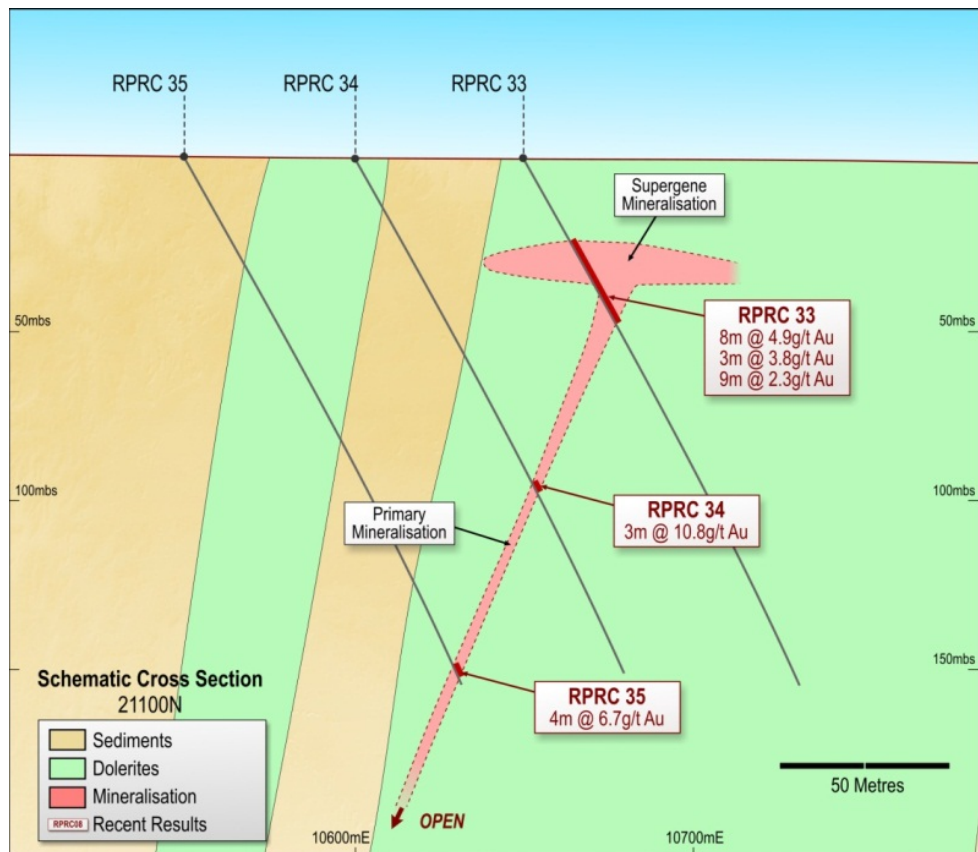 RPRC 35
RPRC 34
RPRC 33
Supergene
Mineralisation
50mbs
50mbs
RPRC 33
8m @ 4.9g/t Au
3m @ 3.8g/t Au
9m @ 2.3g/t Au
100mbs
100mbs
RPRC 34
3m @ 10.8g/t Au
Primary
Mineralisation
150mbs
RPRC 35
4m @ 6.7g/t Au
Schematic Cross Section
21100N
Sediments
Dolerites
Mineralisation
RPRC08 Recent Results
50 Metres
OPEN
10600mE
10700mE